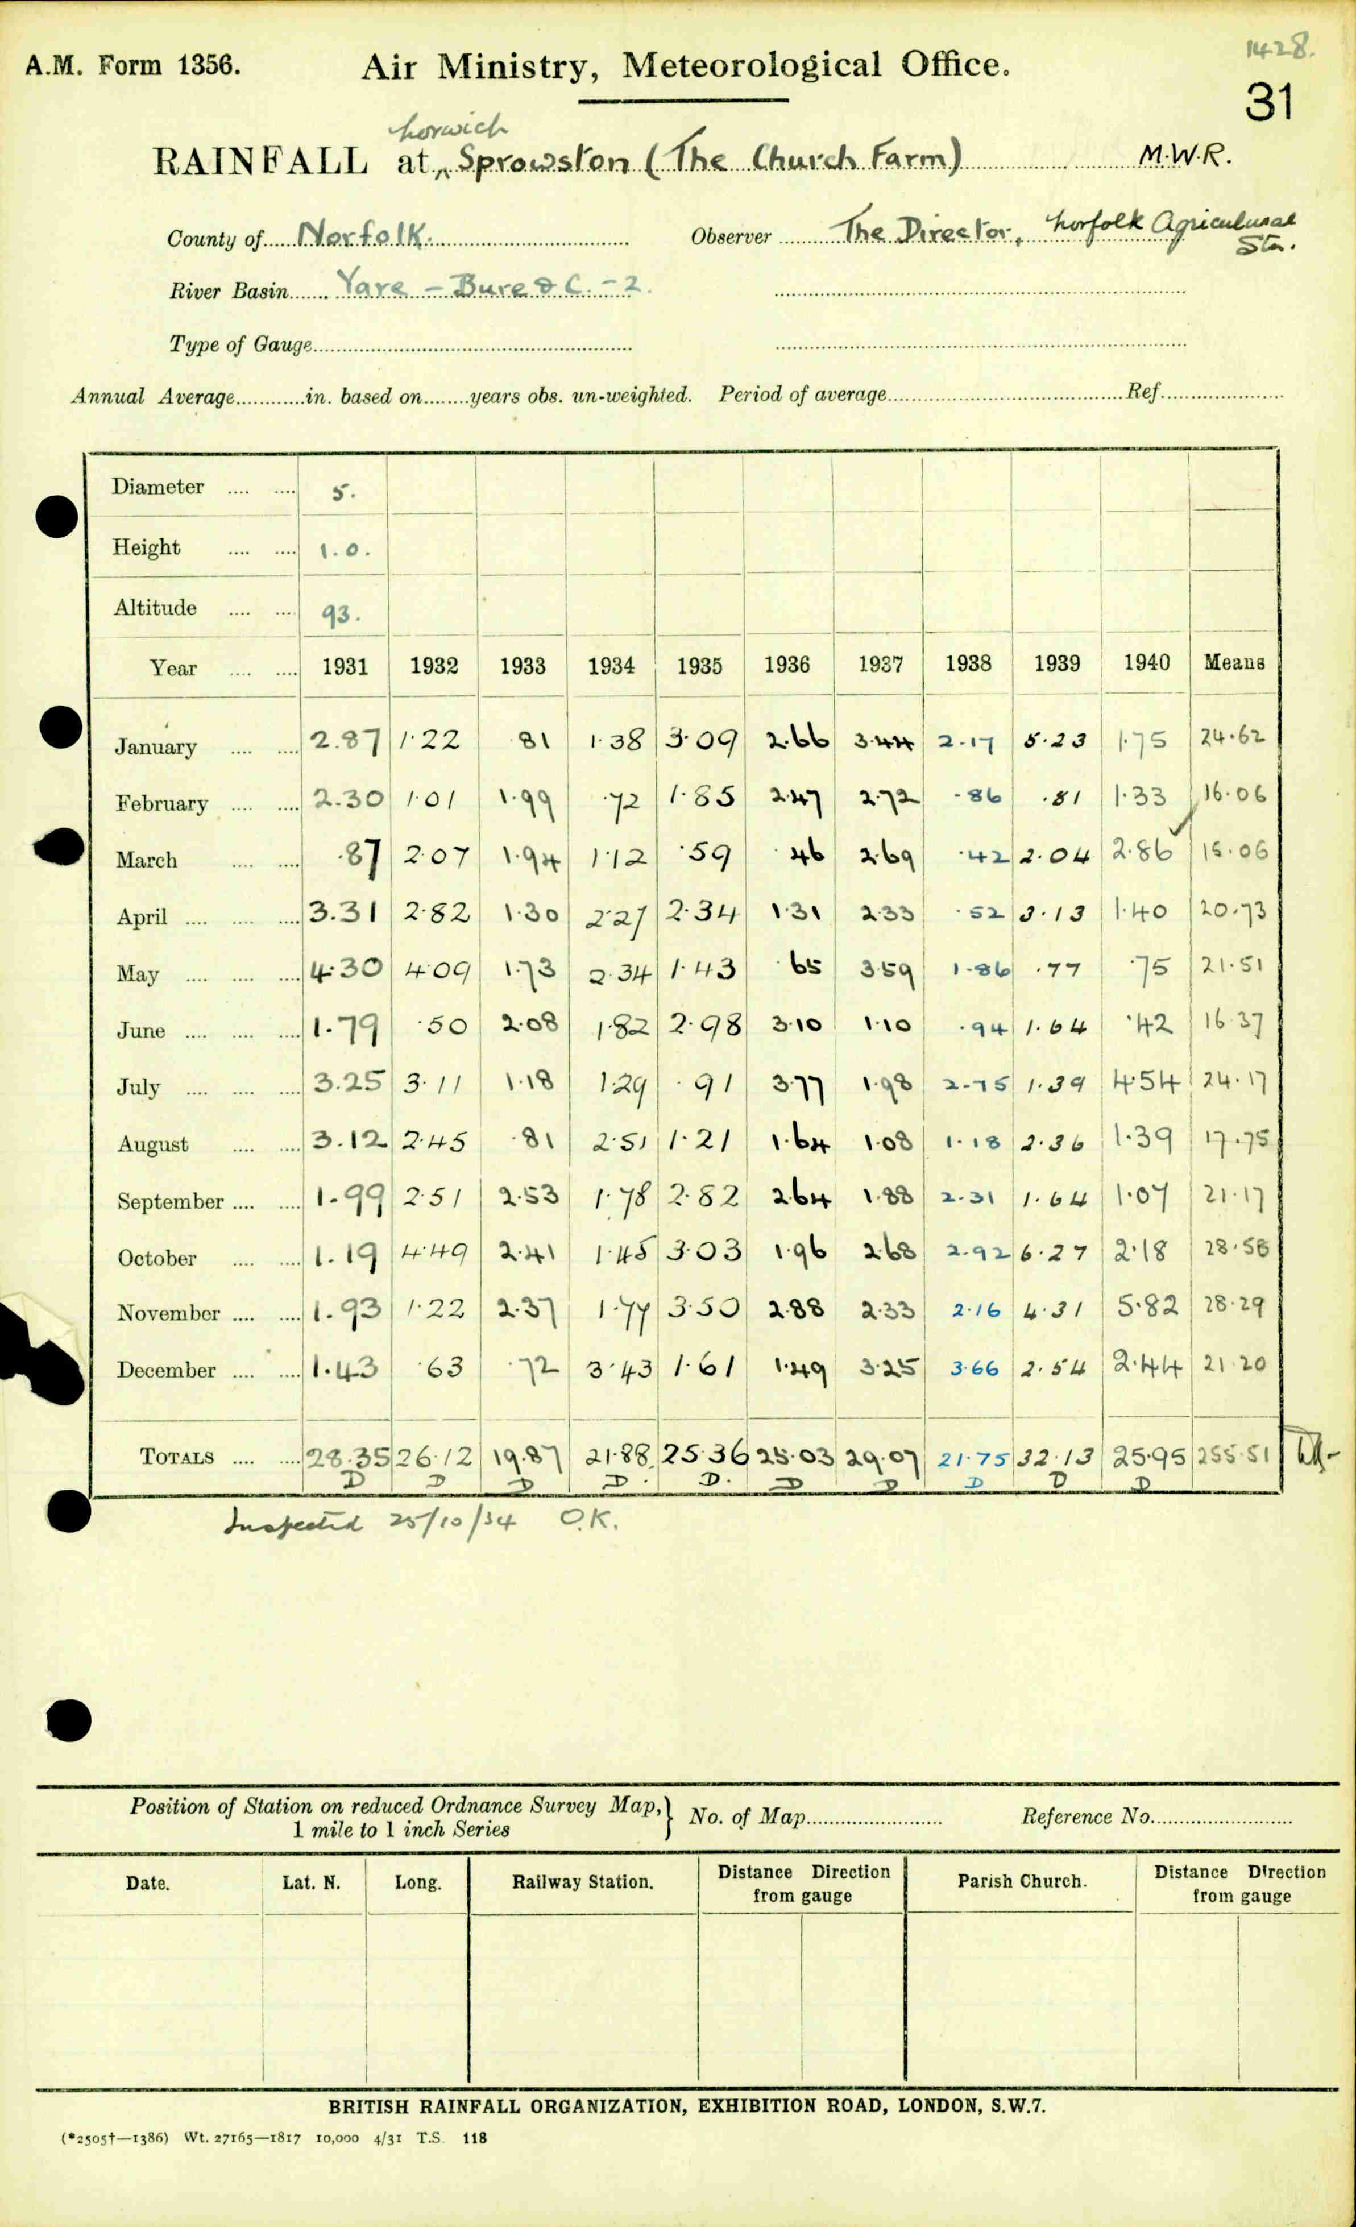 1428.
A.M. Form 1356. Air Ministry, Meteorological Office.
31
Norwich
RAINFALL at Sprowston (The Church Farm) M.W.R.
County of Norfolk. Observer The Director, Norfolk Agricultural Stn.
River Basin Yare - Bure & C. - 2.
Type of Gauge
Annual Average in. based on years obs. un-weighted. Period of average Ref.
Diameter 5.
Height 1.0.
Altitude 93.
Year 1931 1932 1933 1934 1935 1936 1937 1938 1939 1940 Means
January 2.87 1.22 .81 1.38 3.09 2.66 3.44 2.17 5.23 1.75 24.62
February 2.30 1.01 1.99 .72 1.85 2.47 2.72 .86 .81 1.33 16.06
March .87 2.07 1.94 1.12 .59 .46 2.69 .42 2.04 2.86 15.06
April 3.31 2.82 1.30 2.27 2.34 1.31 2.33 .52 3.13 1.40 20.73
May 4.30 4.09 1.73 2.34 1.43 .65 3.59 1.86 .77 .75 21.51
June 1.79 .50 2.08 1.82 2.98 3.10 1.10 .94 1.64 .42 16.37
July 3.25 3.11 1.18 1.29 .91 3.77 1.98 2.75 1.39 4.54 24.17
August 3.12 2.45 .81 2.51 1.21 1.64 1.08 1.18 2.36 1.39 17.75
September 1.99 2.51 2.53 1.78 2.82 2.64 1.88 2.31 1.64 1.07 21.17
October 1.19 4.49 2.41 1.45 3.03 1.96 2.68 2.92 6.27 2.18 28.58
November 1.93 1.22 2.37 1.77 3.50 2.88 2.33 2.16 4.31 5.82 28.29
December 1.43 .63 .72 3.43 1.61 1.49 3.25 3.66 2.54 2.44 21.20
TOTALS 28.35 26.12 19.87 21.88 25.36 25.03 29.07 21.75 32.13 25.95 255.51
D D D D D. D D D D D
Inspected 25/10/34 O.K.
Position of Station on reduced Ordnance Survey Map, } No. of Map Reference No.
1 mile to 1 inch Series
Date. Lat. N. Long. Railway Station. Distance Direction Parish Church. Distance Direction
from gauge from gauge
BRITISH RAINFALL ORGANIZATION, EXHIBITION ROAD, LONDON, S.W.7.
(*2505†—1386) Wt. 27165—1817 10,000 4/31 T.S. 118